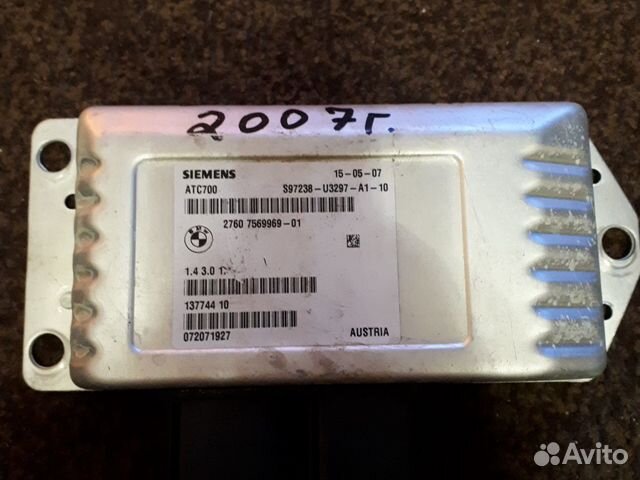 2007г.
SIEMENS 15-05-07
ATC700 S97238-U3297-A1-10
BMW
2760 7569969-01
1.4 3.0 1.
137744 10
072071927 AUSTRIA
Avito